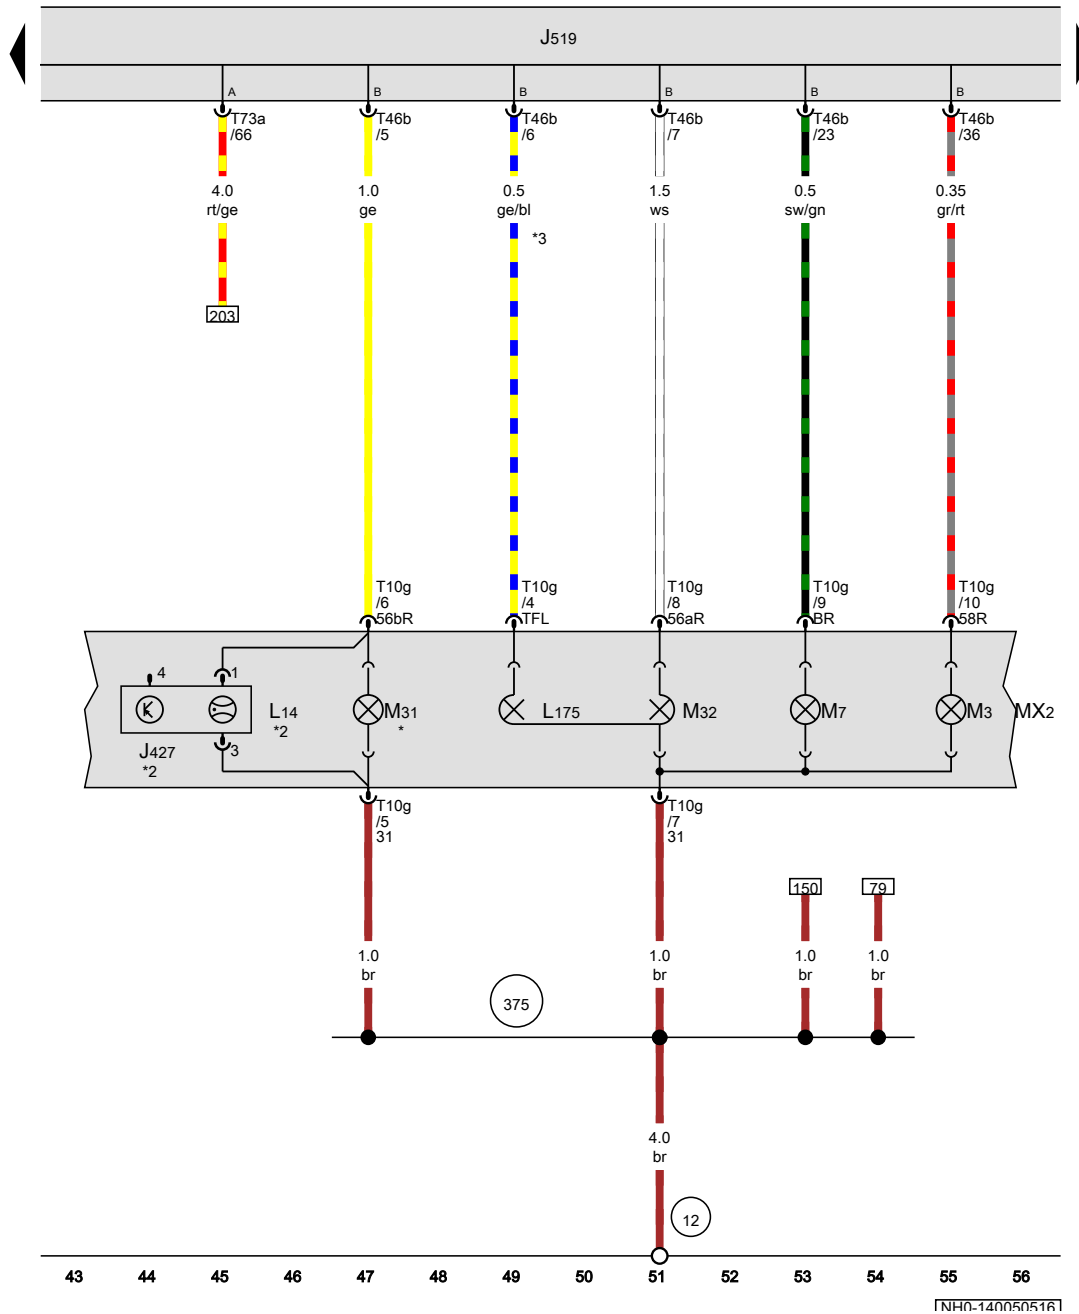 J519
A B B B B B
T73a T46b T46b T46b T46b T46b
/66 /5 /6 /7 /23 /36
4.0 1.0 0.5 1.5 0.5 0.35
rt/ge ge ge/bl ws sw/gn gr/rt
*3
203
T10g T10g T10g T10g T10g
/6 /4 /8 /9 /10
56bR TFL 56aR BR 58R
4 1
L14 M31 L175 M32 M7 M3 MX2
*2 *
J427 3
*2
T10g T10g
/5 /7
31 31
150 79
1.0 1.0 1.0 1.0
br br br br
375
4.0
br
12
43 44 45 46 47 48 49 50 51 52 53 54 55 56
NH0-140050516